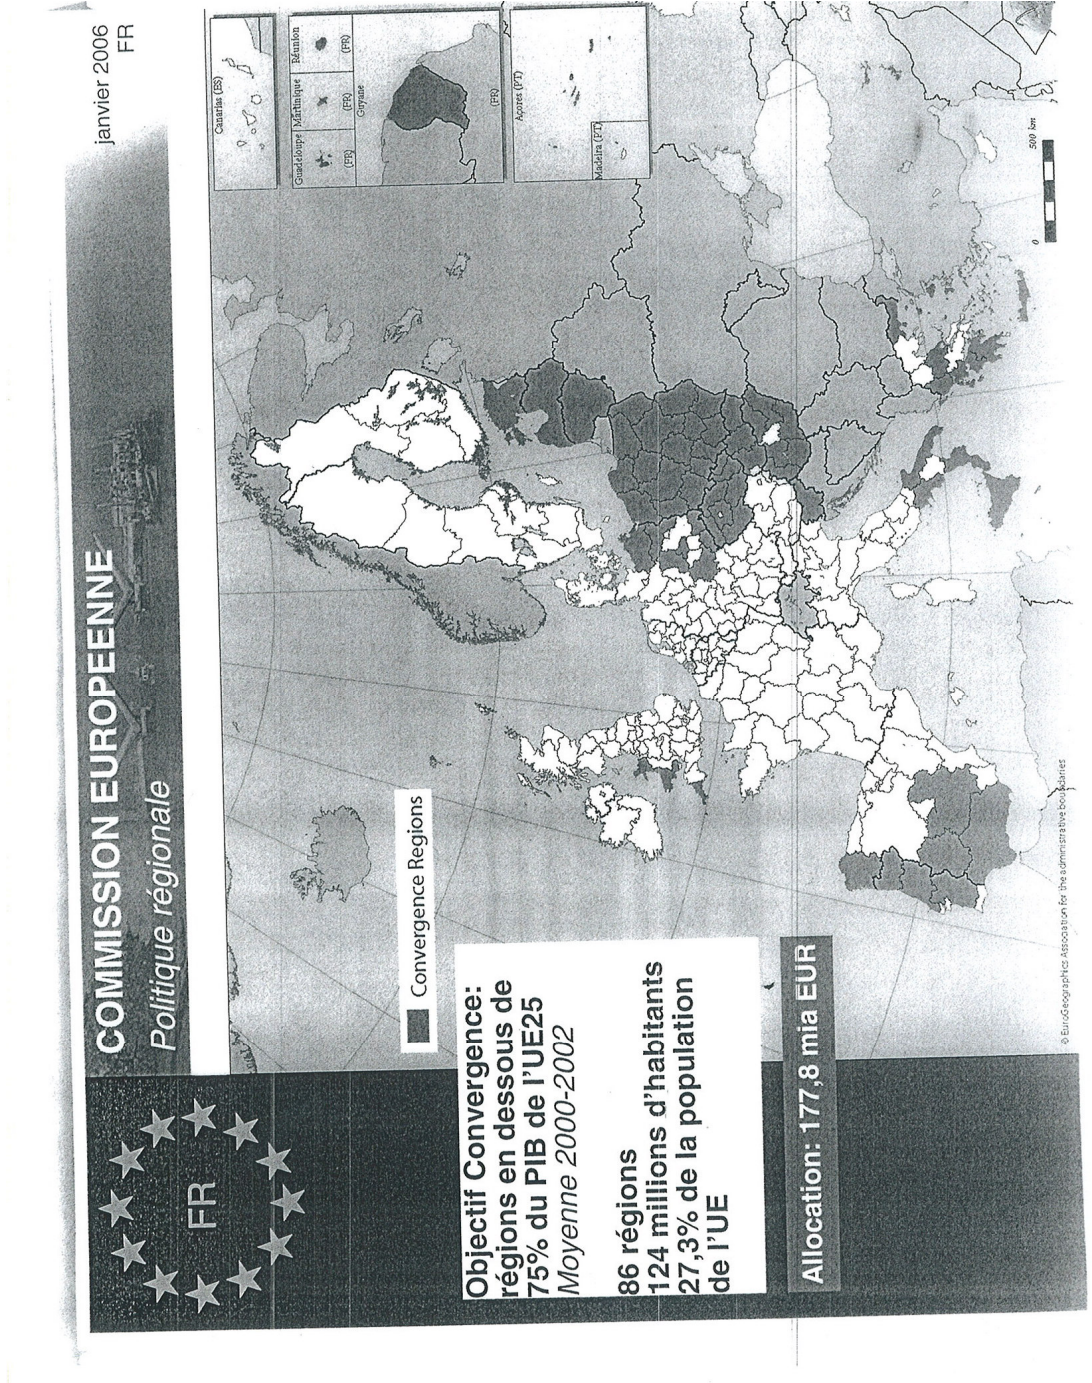 COMMISSION EUROPEENNE
Politique régionale
janvier 2006
FR
FR
Objectif Convergence:
régions en dessous de
75% du PIB de l'UE25
Moyenne 2000-2002
86 régions
124 millions d'habitants
27,3% de la population
de l'UE
Allocation: 177,8 mia EUR
Convergence Regions
Canarias (ES)
Guadeloupe
Martinique
Réunion
(FR)
(FR)
(FR)
Guyane
(FR)
Açores (PT)
Madeira (PT)
0
500 km
© EuroGeographics Association for the administrative boundaries